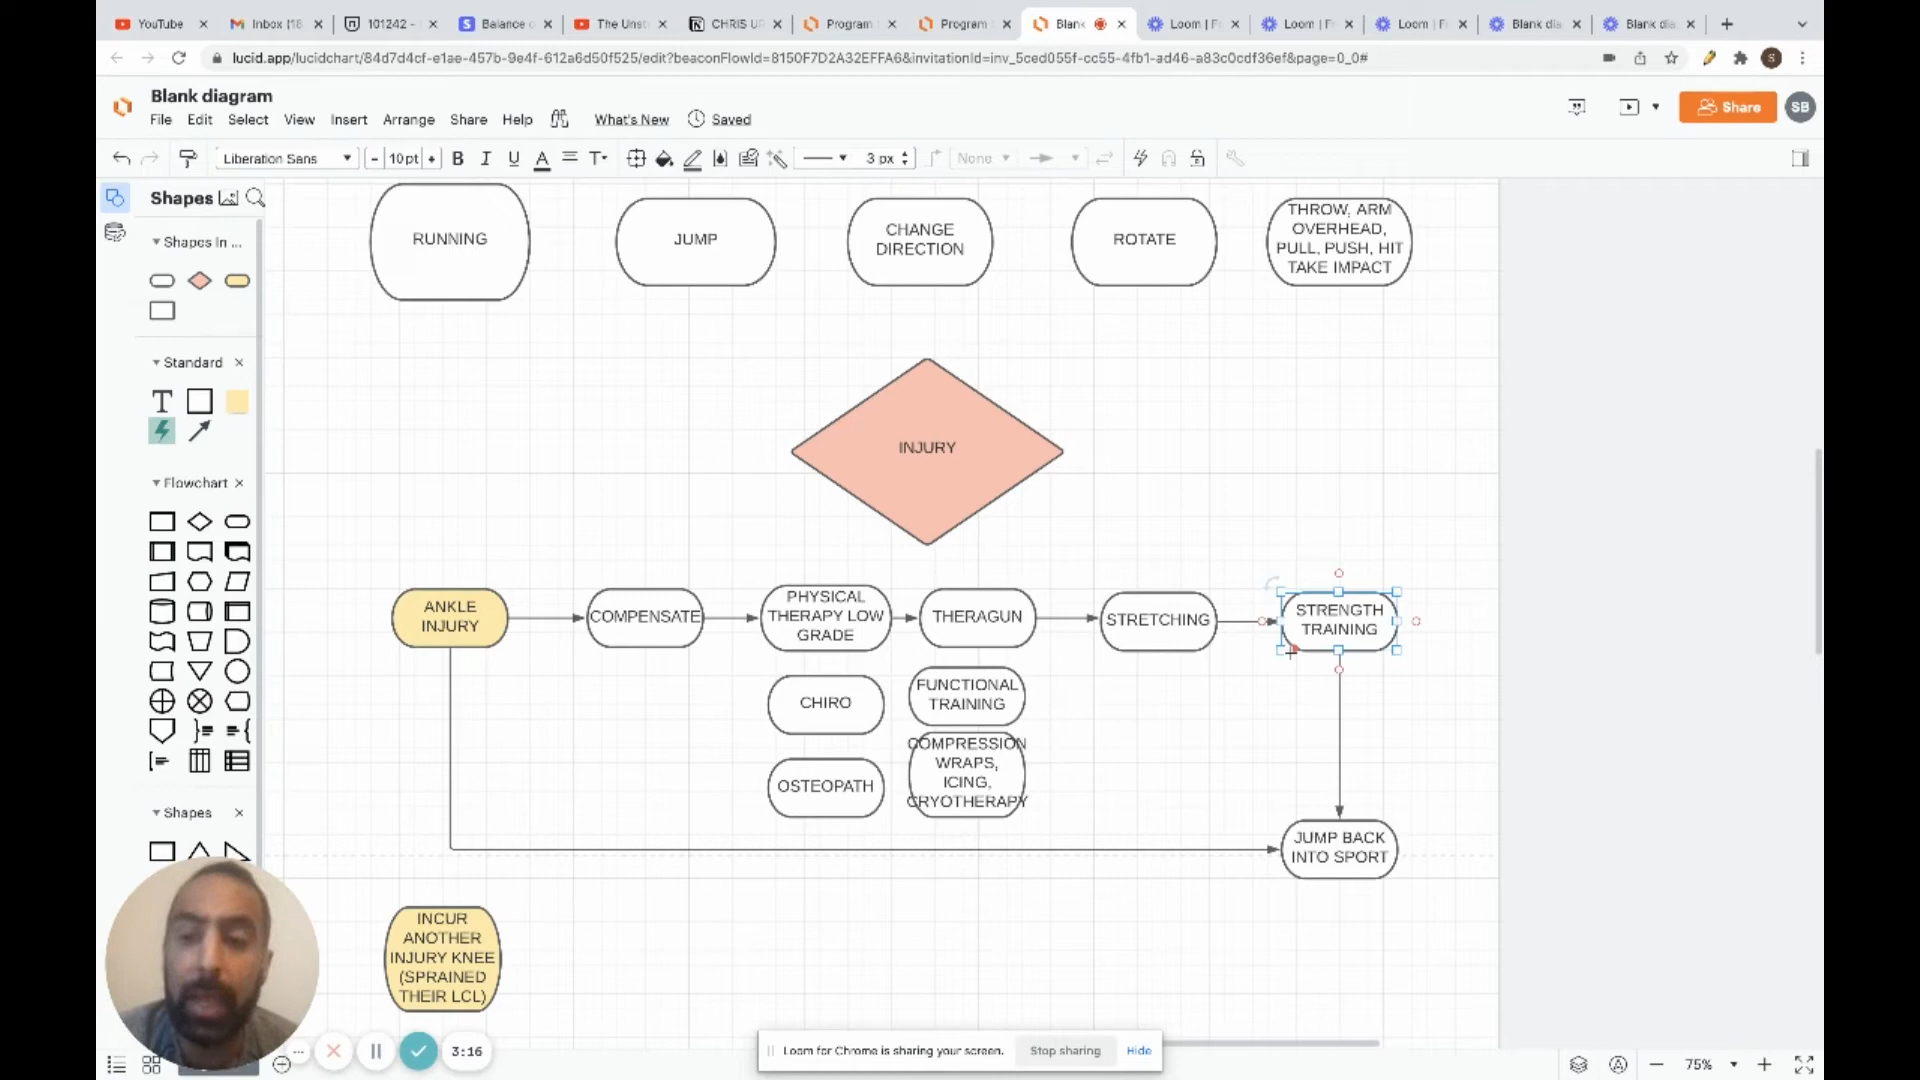 YouTube
Inbox (18
101242 -
Balance o
The Unst
CHRIS UP
Program
Program
Blank
Loom | Fr
Loom | Fr
Loom | Fr
Blank dia
Blank dia
lucid.app/lucidchart/84d7d4cf-e1ae-457b-9e4f-612a6d50f525/edit?beaconFlowId=8150F7D2A32EFFA6&invitationId=inv_5ced055f-cc55-4fb1-ad46-a83c0cdf36ef&page=0_0#
S
Blank diagram
File Edit Select View Insert Arrange Share Help What's New Saved
Share
SB
Liberation Sans
- 10pt +
B I U A T
3 px
None
Shapes
Shapes In ...
Standard
T
Flowchart
Shapes
RUNNING
JUMP
CHANGE
DIRECTION
ROTATE
THROW, ARM
OVERHEAD,
PULL, PUSH, HIT
TAKE IMPACT
INJURY
ANKLE
INJURY
COMPENSATE
PHYSICAL
THERAPY LOW
GRADE
THERAGUN
STRETCHING
STRENGTH
TRAINING
CHIRO
FUNCTIONAL
TRAINING
OSTEOPATH
COMPRESSION
WRAPS,
ICING,
CRYOTHERAPY
JUMP BACK
INTO SPORT
INCUR
ANOTHER
INJURY KNEE
(SPRAINED
THEIR LCL)
3:16
Loom for Chrome is sharing your screen.
Stop sharing
Hide
75%